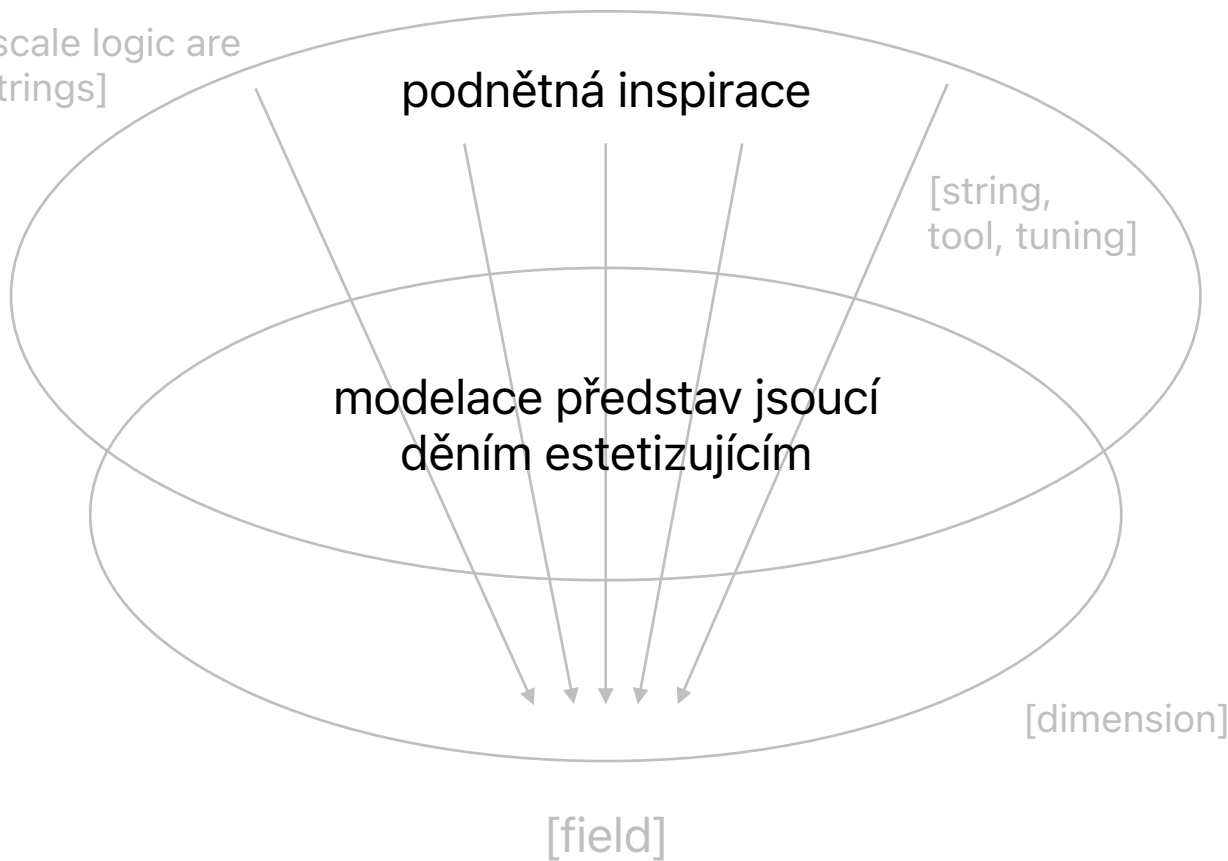 scale logic are
trings]
podnětná inspirace
[string,
tool, tuning]
modelace představ jsoucí
děním estetizujícím
[dimension]
[field]